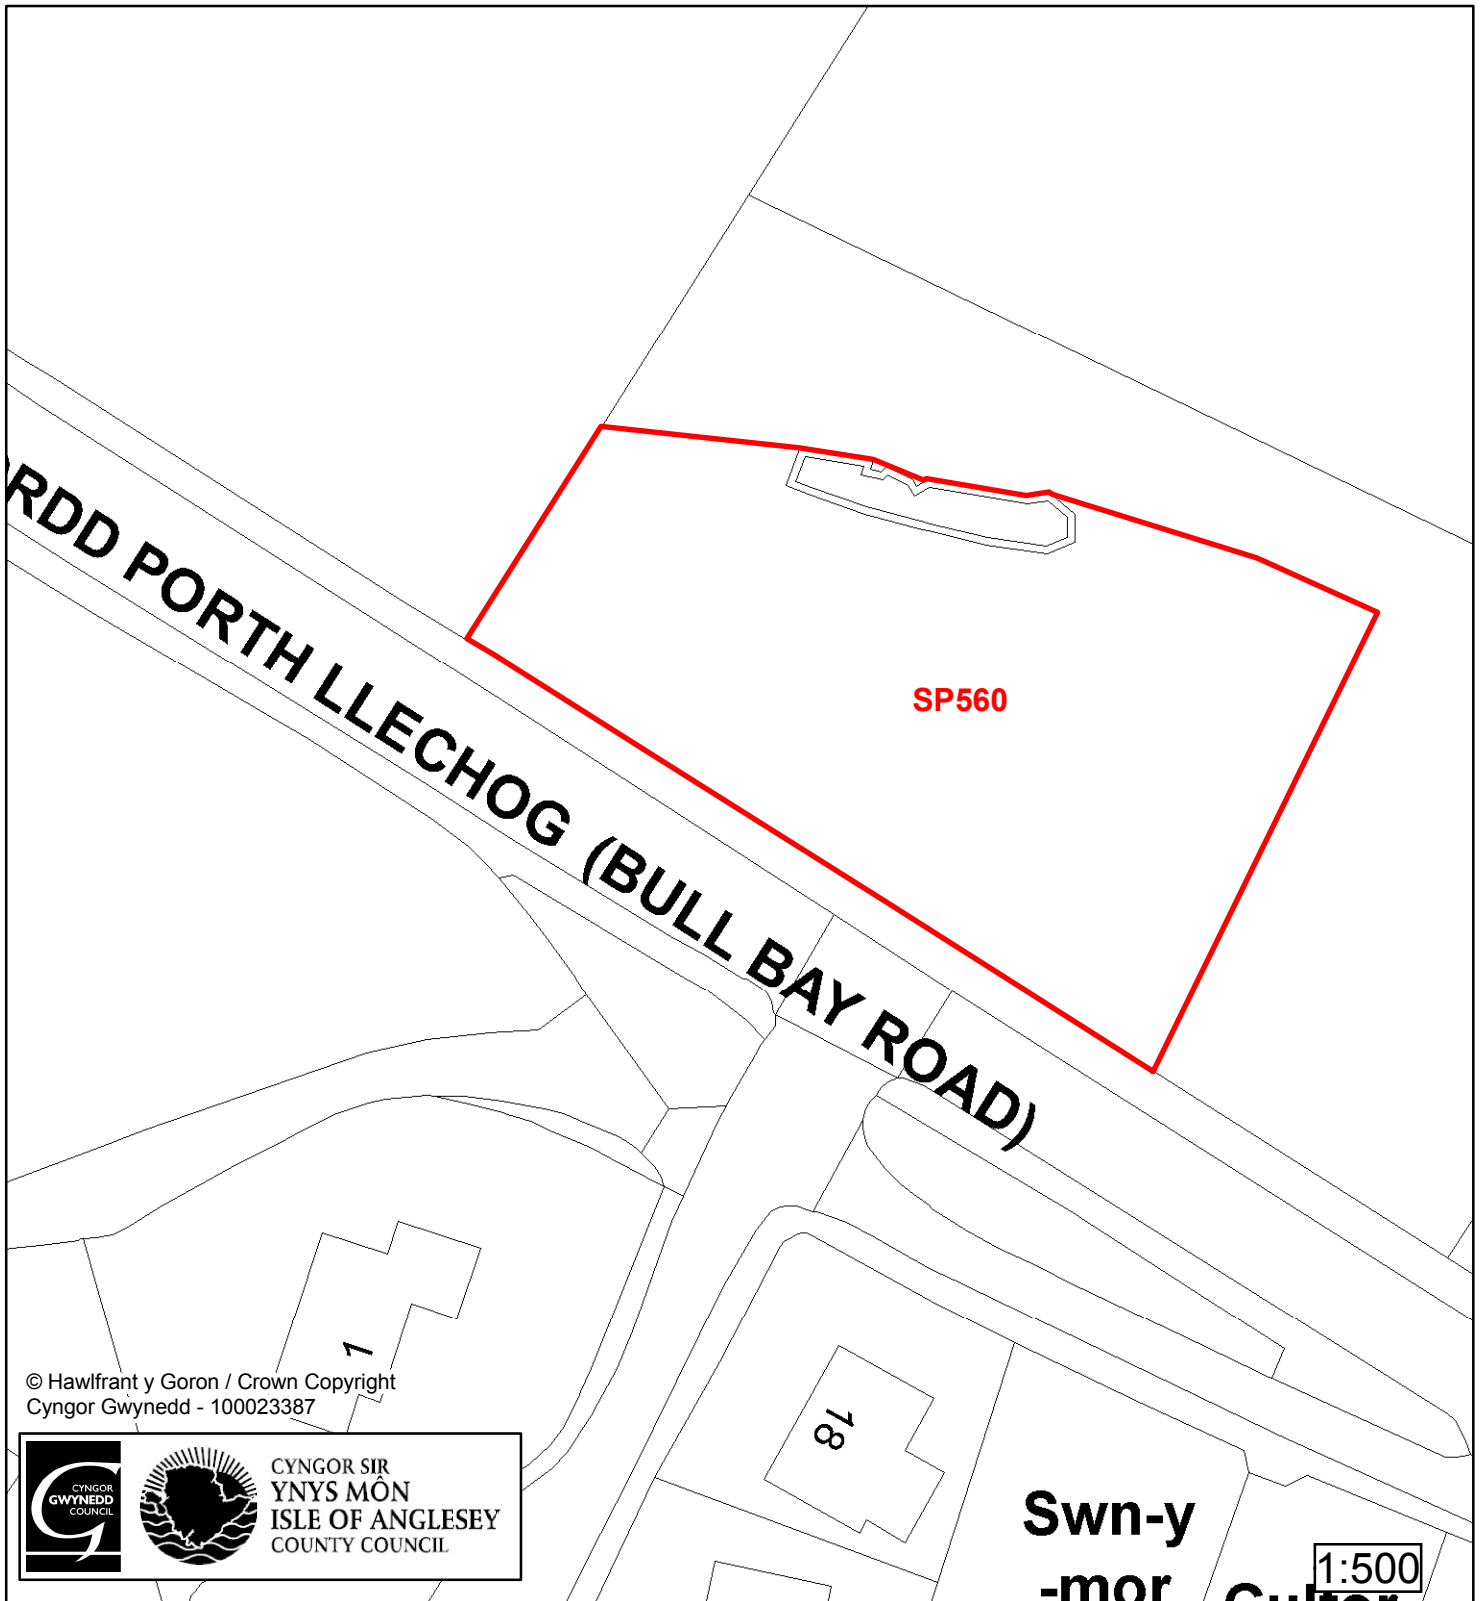 SP560
RDD PORTH LLECHOG (BULL BAY ROAD)
1
© Hawlfrant y Goron / Crown Copyright
Cyngor Gwynedd - 100023387
18
CYNGOR
GWYNEDD
COUNCIL
CYNGOR SIR
YNYS MÔN
ISLE OF ANGLESEY
COUNTY COUNCIL
Swn-y
-mor
1:500